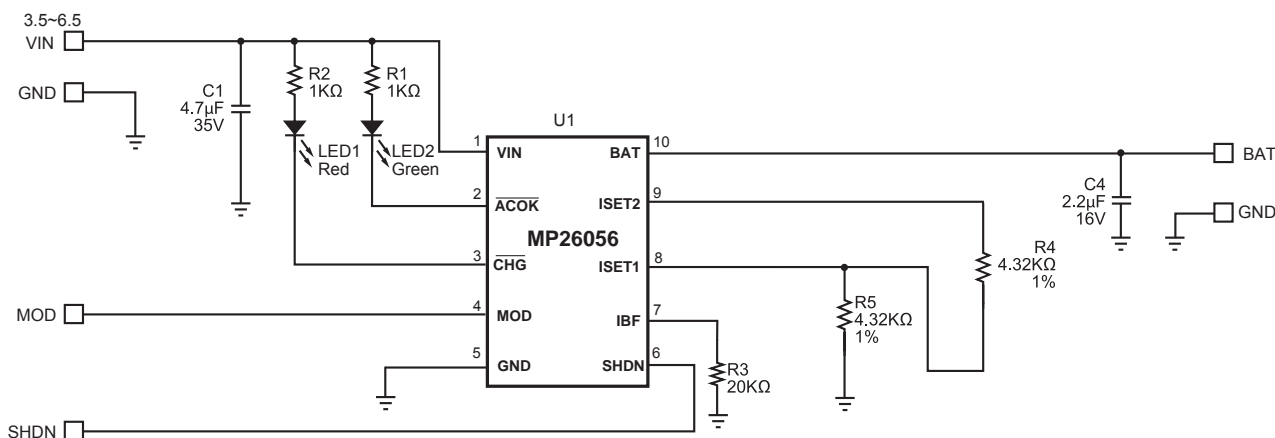 3.5~6.5
VIN
GND
C1
4.7µF
35V
R2
1KΩ
R1
1KΩ
LED1
Red
LED2
Green
U1
MP26056
1
VIN
2
ACOK
3
CHG
4
MOD
5
GND
10
BAT
9
ISET2
8
ISET1
7
IBF
6
SHDN
MOD
SHDN
R3
20KΩ
R5
4.32KΩ
1%
R4
4.32KΩ
1%
C4
2.2µF
16V
BAT
GND